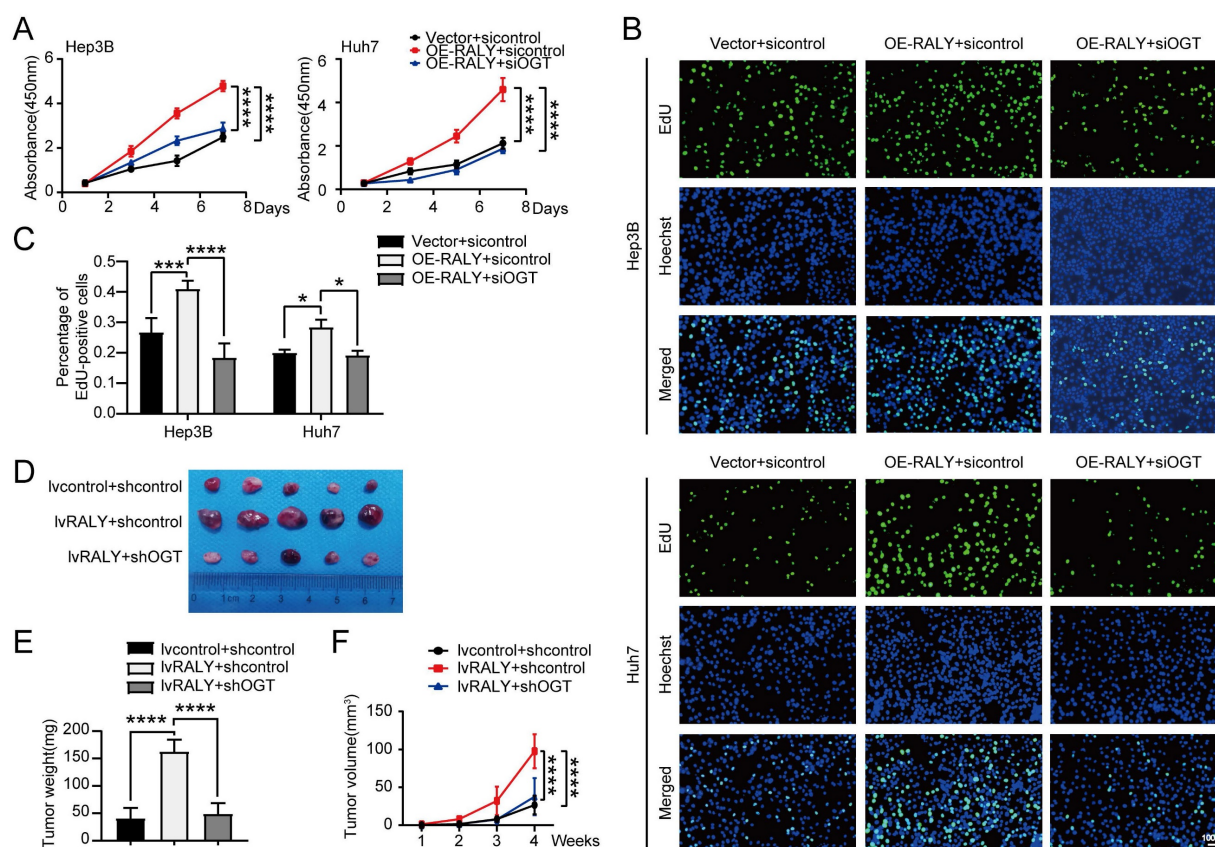 A
Hep3B
Absorbance(450nm)
6
4
2
0
0 2 4 6 8 Days
****
****
Huh7
Vector+sicontrol
OE-RALY+sicontrol
OE-RALY+siOGT
Absorbance(450nm)
6
4
2
0
0 2 4 6 8 Days
****
****
B
Vector+sicontrol OE-RALY+sicontrol OE-RALY+siOGT
Hep3B
EdU
Hoechst
Merged
Vector+sicontrol OE-RALY+sicontrol OE-RALY+siOGT
Huh7
EdU
Hoechst
Merged
100
C
Vector+sicontrol
OE-RALY+sicontrol
OE-RALY+siOGT
Percentage of
EdU-positive cells
0.5
0.4
0.3
0.2
0.1
0.0
*** ****
* *
Hep3B Huh7
D
lvcontrol+shcontrol
lvRALY+shcontrol
lvRALY+shOGT
0 1cm 2 3 4 5 6 7
E
lvcontrol+shcontrol
lvRALY+shcontrol
lvRALY+shOGT
Tumor weight(mg)
200
150
100
50
0
**** ****
F
lvcontrol+shcontrol
lvRALY+shcontrol
lvRALY+shOGT
Tumor volume(mm³)
150
100
50
0
1 2 3 4 Weeks
****
****